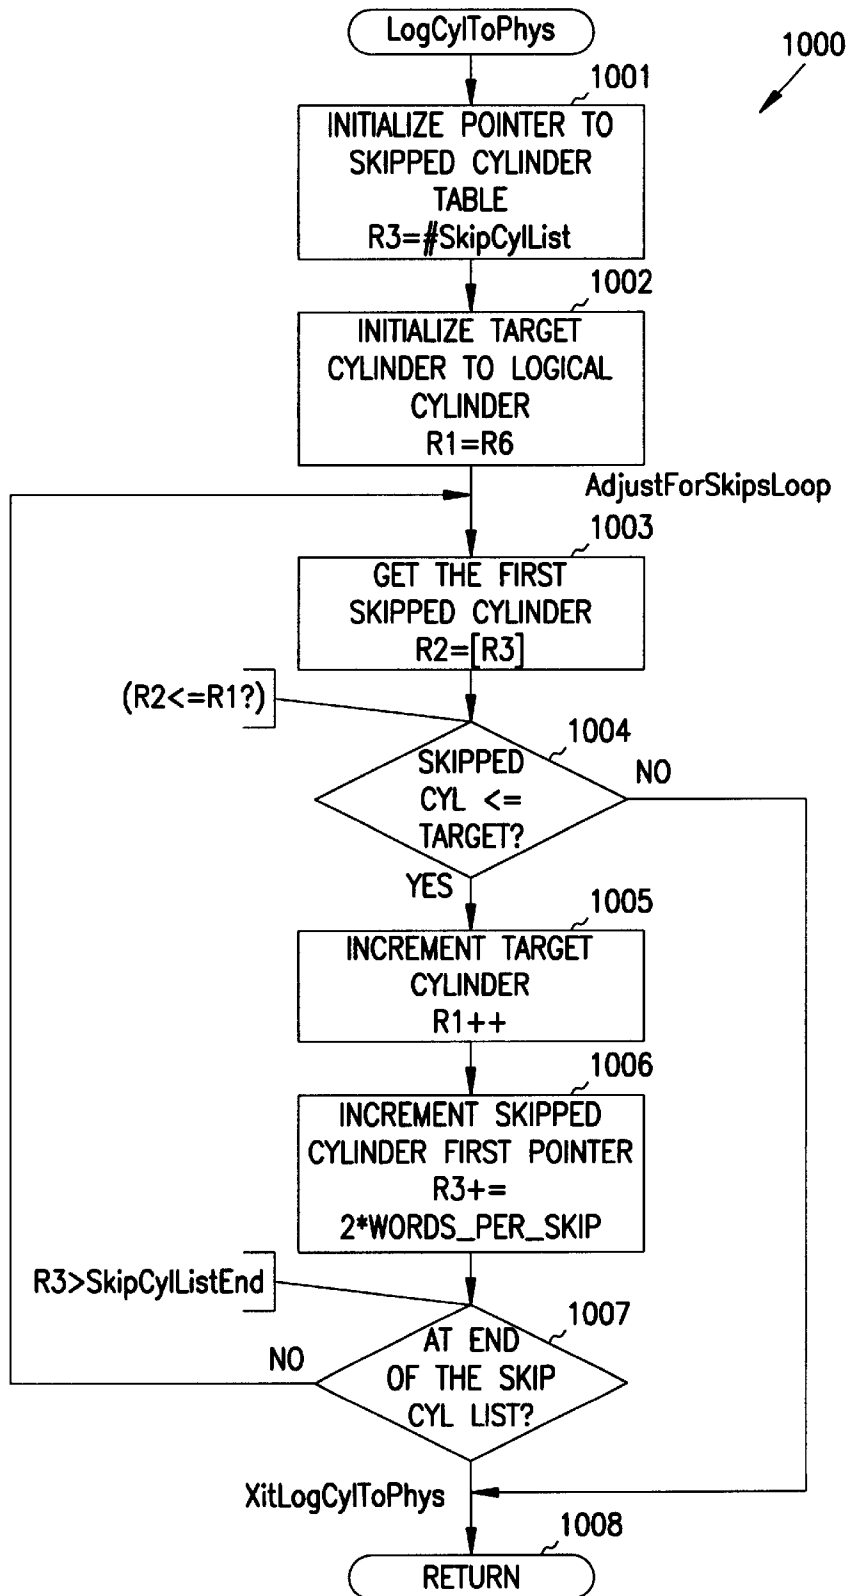 LogCylToPhys
1000
1001
INITIALIZE POINTER TO
SKIPPED CYLINDER
TABLE
R3=#SkipCylList
1002
INITIALIZE TARGET
CYLINDER TO LOGICAL
CYLINDER
R1=R6
AdjustForSkipsLoop
1003
GET THE FIRST
SKIPPED CYLINDER
R2=[R3]
(R2<=R1?)
1004
SKIPPED
CYL <=
TARGET?
NO
YES
1005
INCREMENT TARGET
CYLINDER
R1++
1006
INCREMENT SKIPPED
CYLINDER FIRST POINTER
R3+=
2*WORDS_PER_SKIP
R3>SkipCylListEnd
1007
AT END
OF THE SKIP
CYL LIST?
NO
XitLogCylToPhys
1008
RETURN